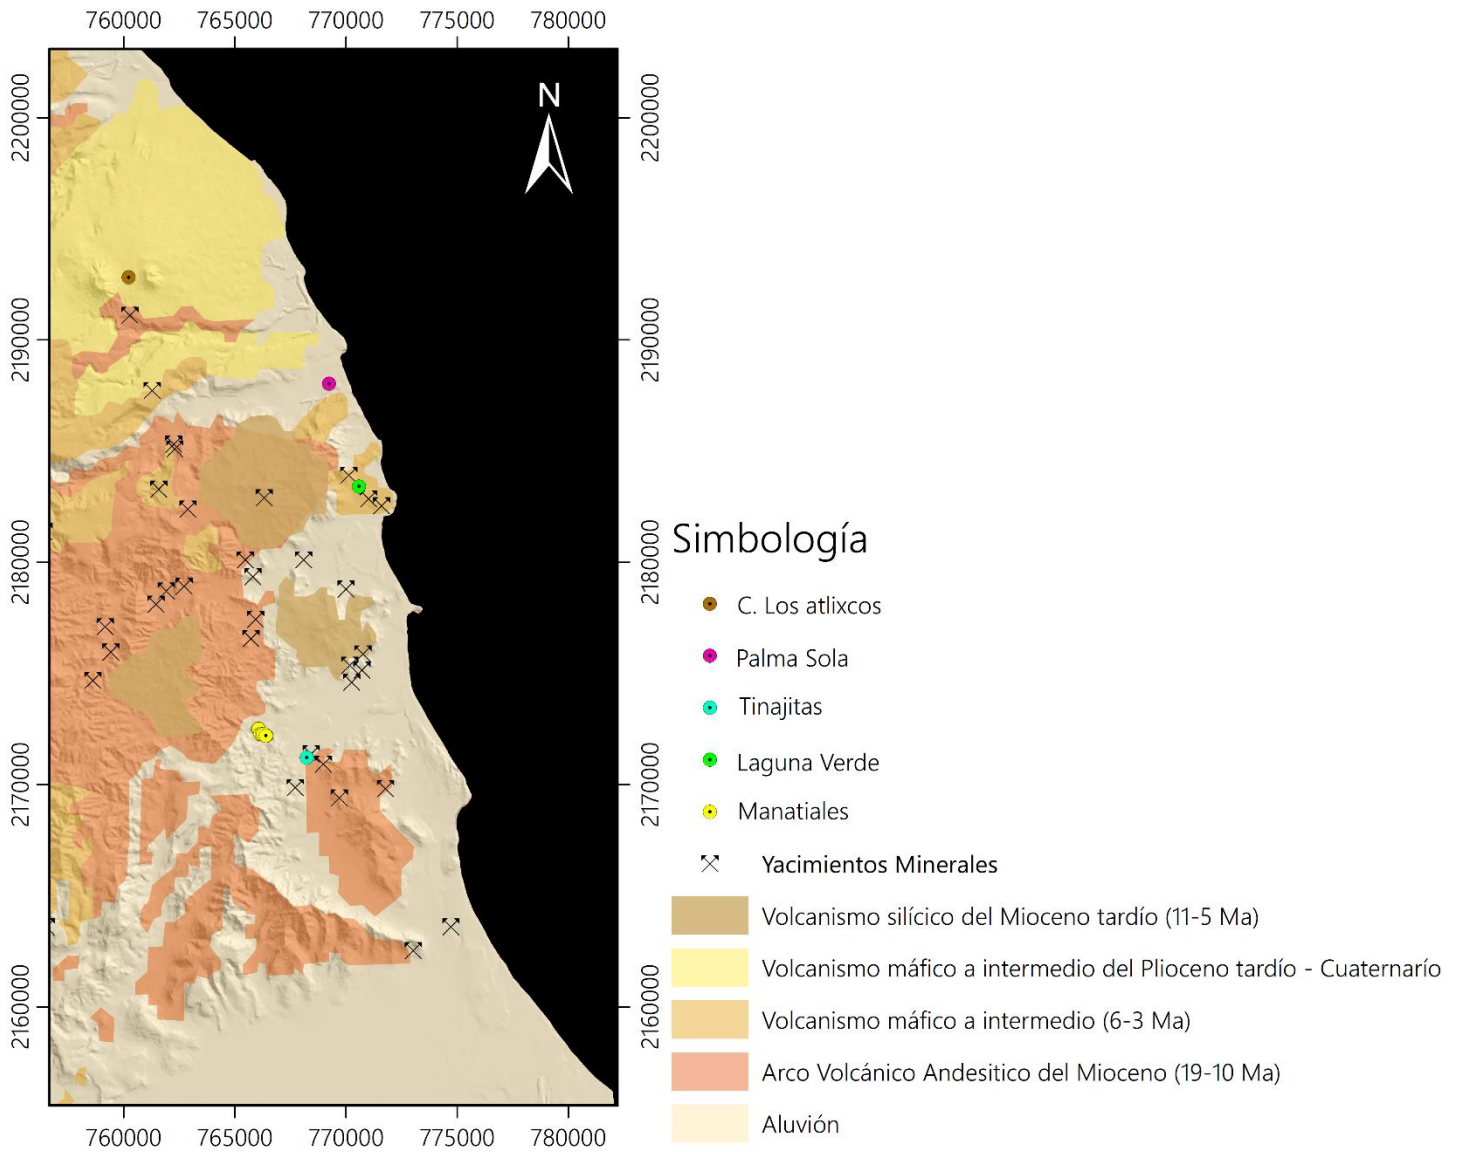 760000 765000 770000 775000 780000
N
2200000 2200000
2190000 2190000
2180000 2180000
2170000 2170000
2160000 2160000
760000 765000 770000 775000 780000
Simbología
C. Los atlixcos
Palma Sola
Tinajitas
Laguna Verde
Manatiales
Yacimientos Minerales
Volcanismo silícico del Mioceno tardío (11-5 Ma)
Volcanismo máfico a intermedio del Plioceno tardío - Cuaternarío
Volcanismo máfico a intermedio (6-3 Ma)
Arco Volcánico Andesitico del Mioceno (19-10 Ma)
Aluvión